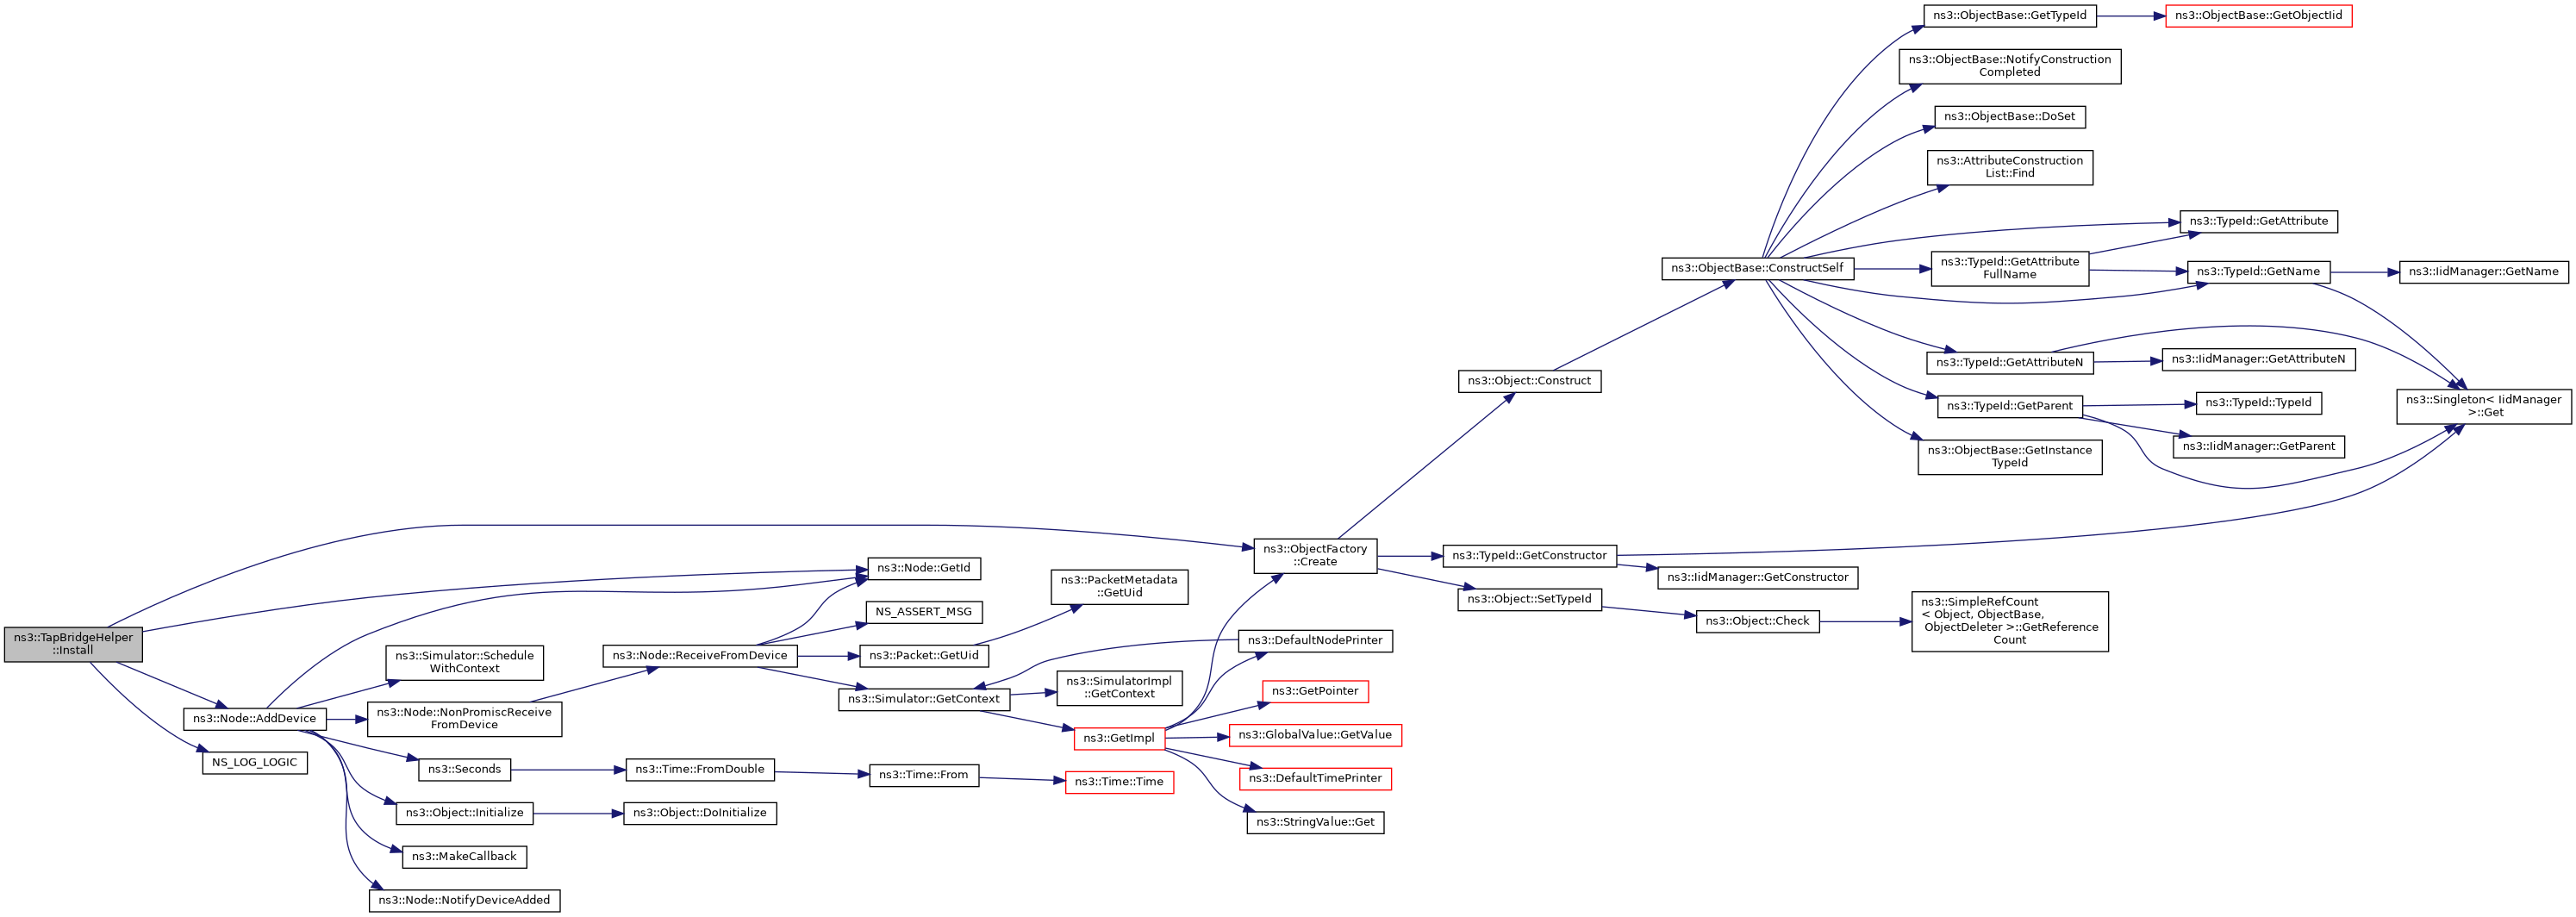 ns3::TapBridgeHelper
::Install
ns3::Node::AddDevice
NS_LOG_LOGIC
ns3::Simulator::Schedule
WithContext
ns3::Node::NonPromiscReceive
FromDevice
ns3::Seconds
ns3::Object::Initialize
ns3::MakeCallback
ns3::Node::NotifyDeviceAdded
ns3::Node::ReceiveFromDevice
ns3::Time::FromDouble
ns3::Object::DoInitialize
ns3::Node::GetId
NS_ASSERT_MSG
ns3::Packet::GetUid
ns3::Simulator::GetContext
ns3::Time::From
ns3::PacketMetadata
::GetUid
ns3::SimulatorImpl
::GetContext
ns3::GetImpl
ns3::Time::Time
ns3::ObjectFactory
::Create
ns3::DefaultNodePrinter
ns3::GetPointer
ns3::GlobalValue::GetValue
ns3::DefaultTimePrinter
ns3::StringValue::Get
ns3::Object::Construct
ns3::TypeId::GetConstructor
ns3::Object::SetTypeId
ns3::ObjectBase::ConstructSelf
ns3::IidManager::GetConstructor
ns3::Object::Check
ns3::ObjectBase::GetTypeId
ns3::ObjectBase::NotifyConstruction
Completed
ns3::ObjectBase::DoSet
ns3::AttributeConstruction
List::Find
ns3::TypeId::GetAttribute
FullName
ns3::TypeId::GetAttributeN
ns3::TypeId::GetParent
ns3::ObjectBase::GetInstance
TypeId
ns3::SimpleRefCount
< Object, ObjectBase,
ObjectDeleter >::GetReference
Count
ns3::ObjectBase::GetObjectIid
ns3::TypeId::GetAttribute
ns3::TypeId::GetName
ns3::IidManager::GetAttributeN
ns3::TypeId::TypeId
ns3::IidManager::GetParent
ns3::IidManager::GetName
ns3::Singleton< IidManager
>::Get